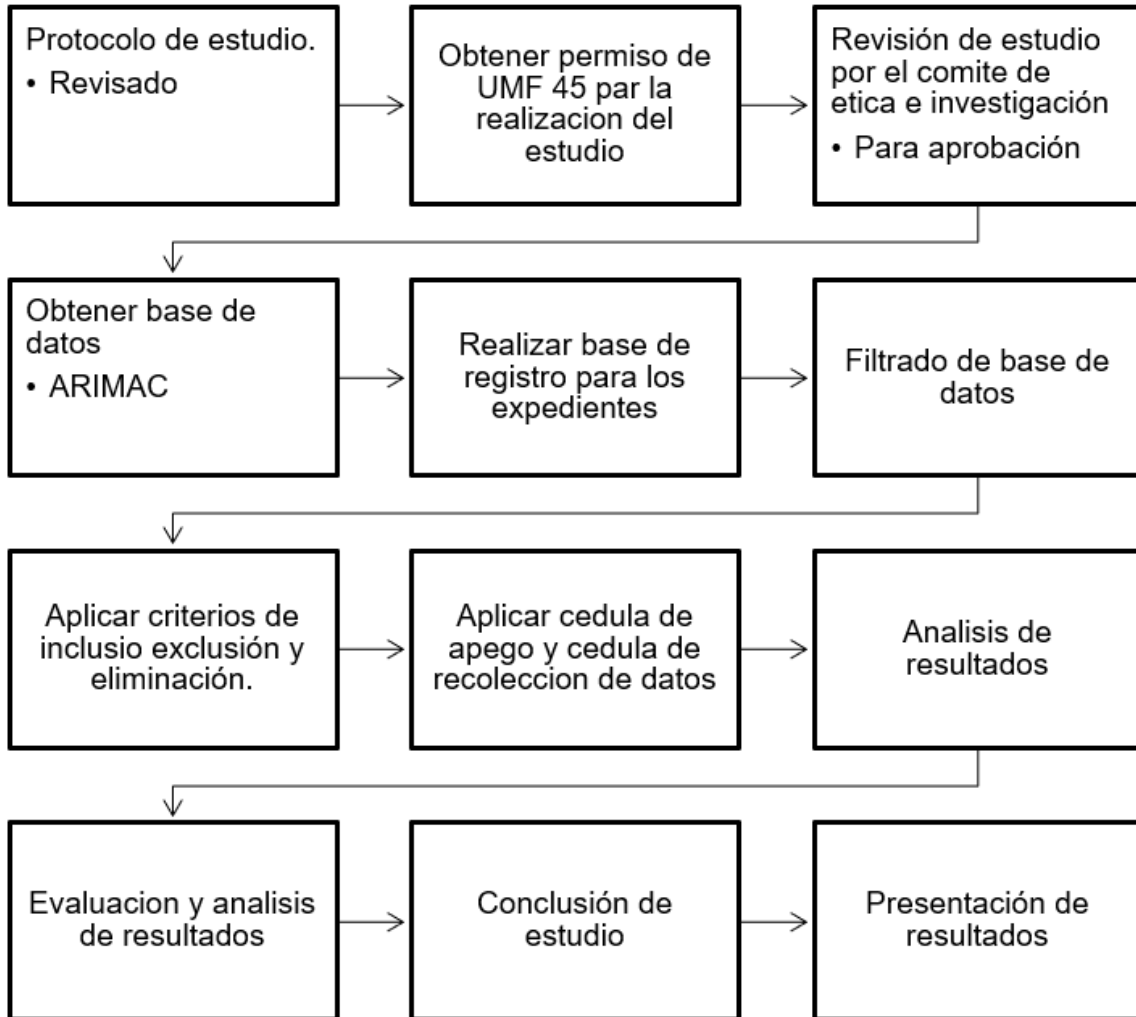 Protocolo de estudio.
• Revisado
Obtener permiso de
UMF 45 par la
realizacion del
estudio
Revisión de estudio
por el comite de
etica e investigación
• Para aprobación
Obtener base de
datos
• ARIMAC
Realizar base de
registro para los
expedientes
Filtrado de base de
datos
Aplicar criterios de
inclusio exclusión y
eliminación.
Aplicar cedula de
apego y cedula de
recoleccion de datos
Analisis de
resultados
Evaluacion y analisis
de resultados
Conclusión de
estudio
Presentación de
resultados